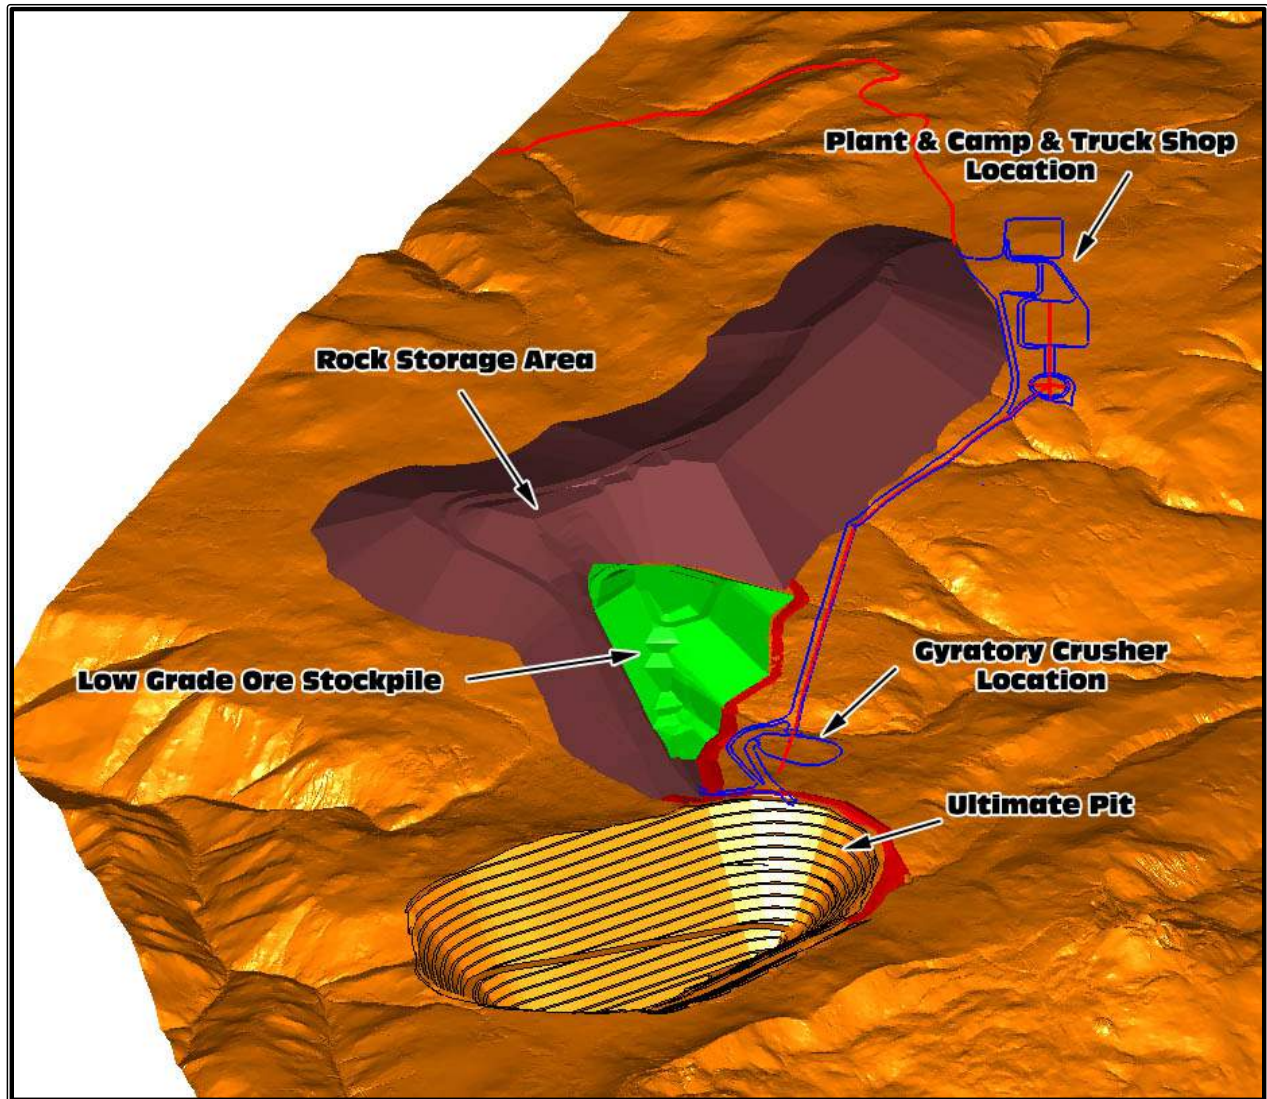 Plant & Camp & Truck Shop
Location
Rock Storage Area
Gyratory Crusher
Location
Low Grade Ore Stockpile
Ultimate Pit